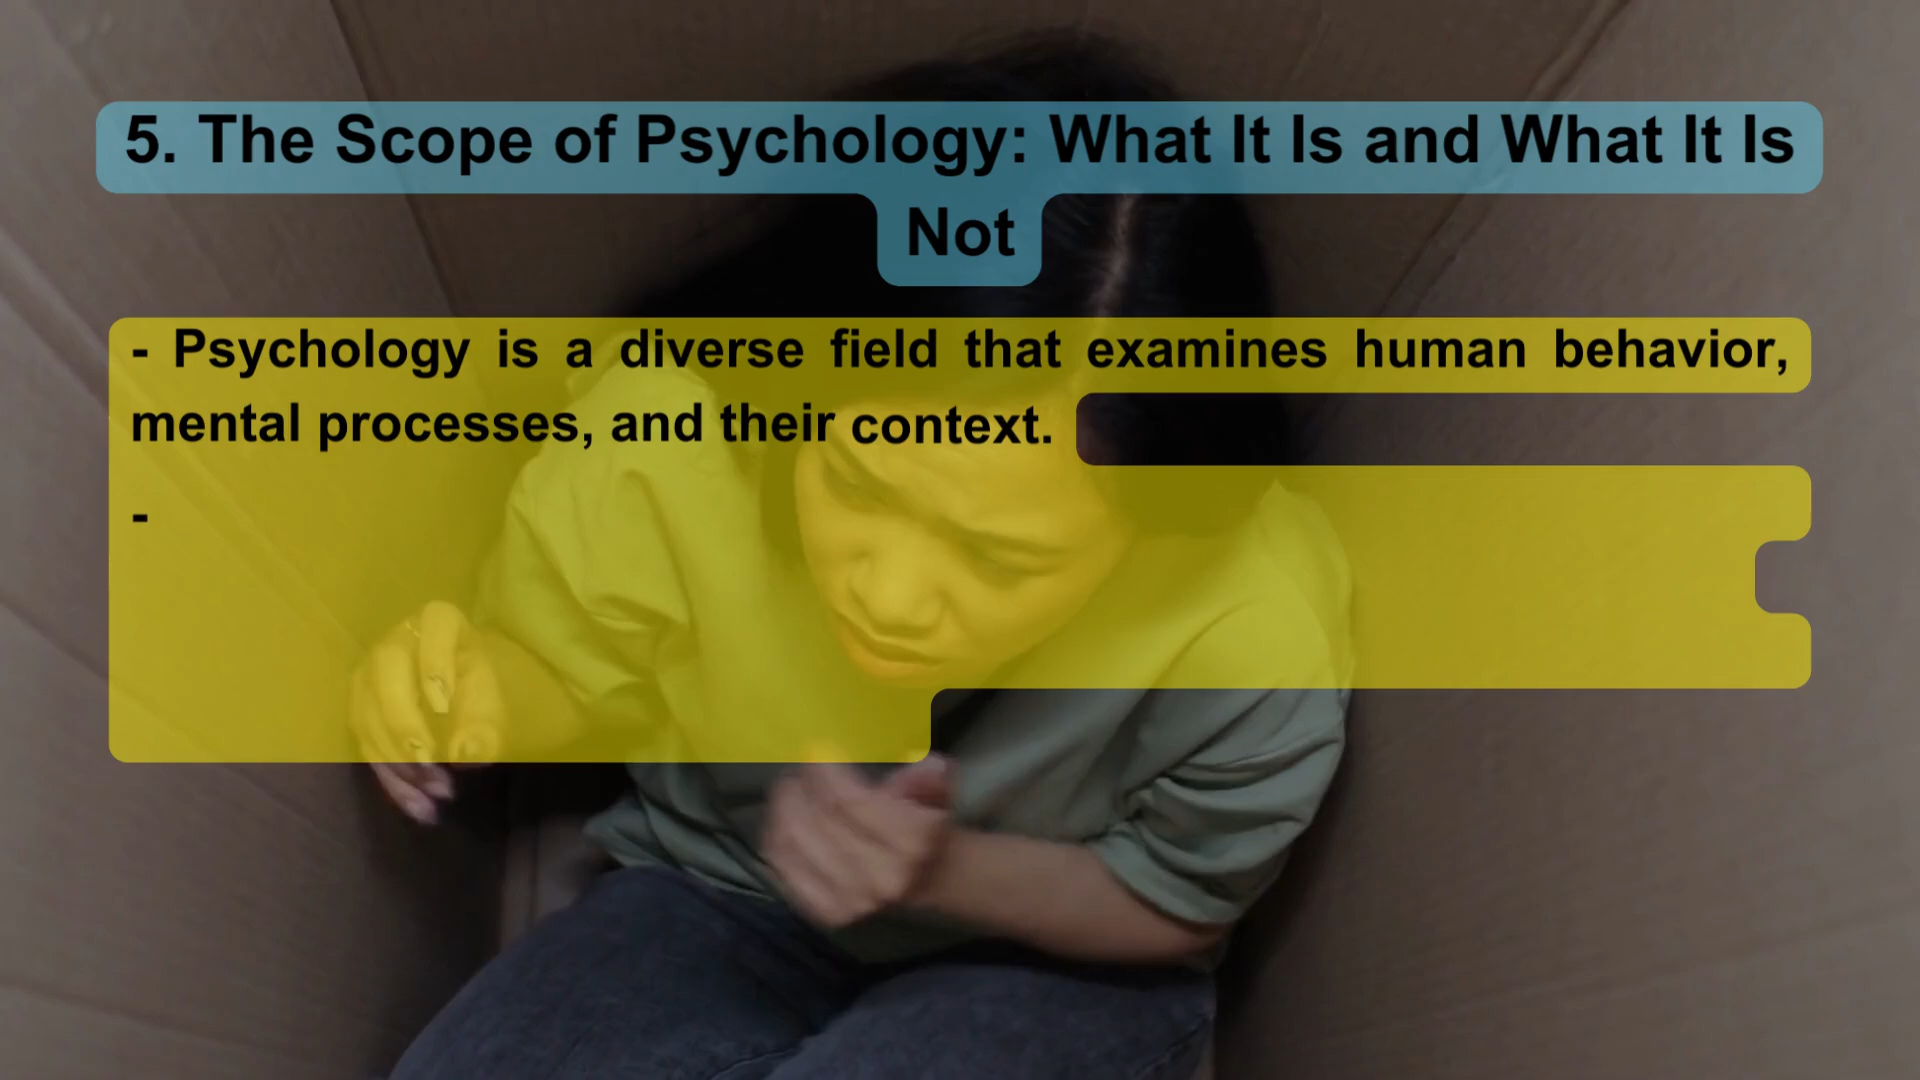 5. The Scope of Psychology: What It Is and What It Is
Not
- Psychology is a diverse field that examines human behavior,
mental processes, and their context.
-